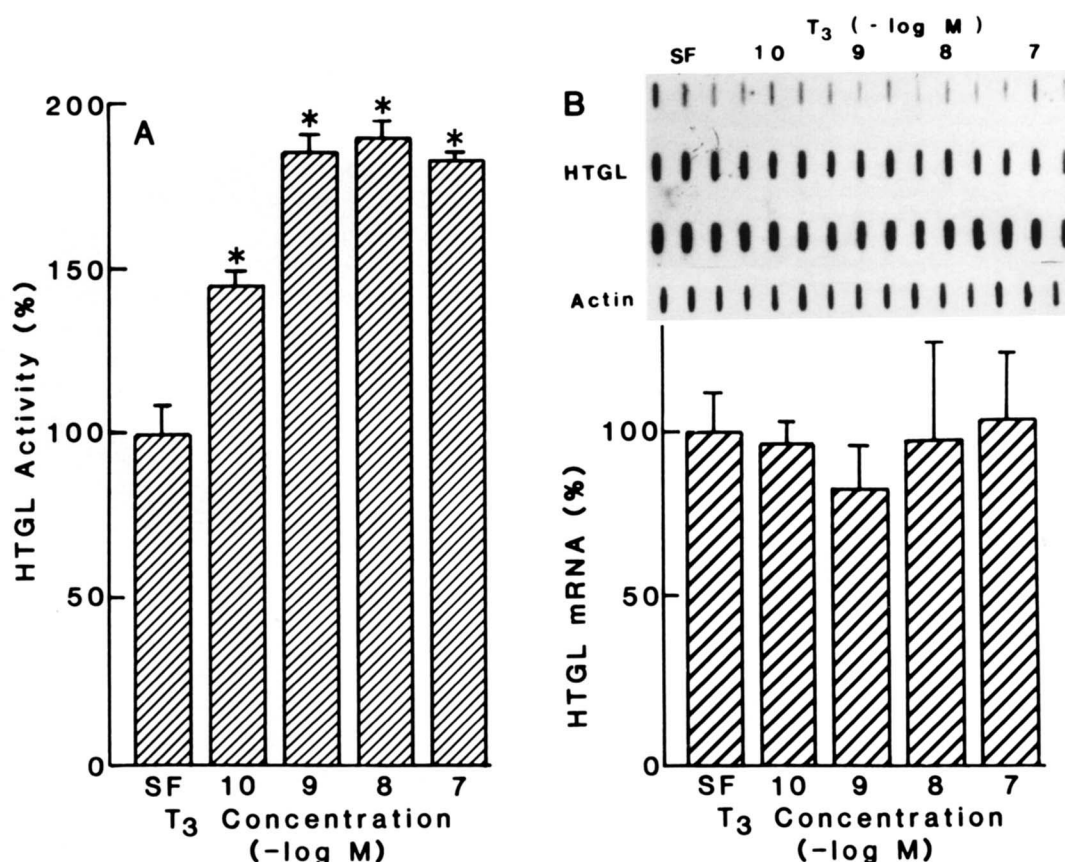 A
200
150
100
50
0
HTGL Activity (%)
* * * *
SF 10 9 8 7
T3 Concentration
(-log M)
B
T3 (-log M)
SF 10 9 8 7
HTGL
Actin
100
50
0
HTGL mRNA (%)
SF 10 9 8 7
T3 Concentration
(-log M)